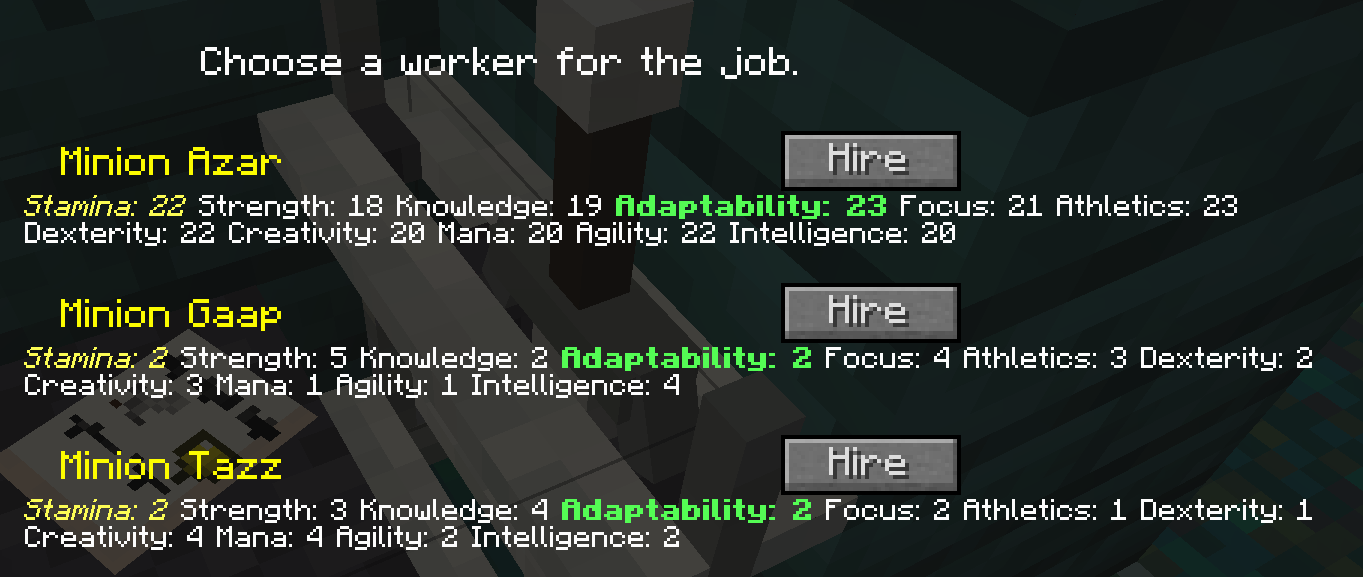 Choose a worker for the job.
Minion Azar
Hire
Stamina: 22 Strength: 18 Knowledge: 19 Adaptability: 23 Focus: 21 Athletics: 23
Dexterity: 22 Creativity: 20 Mana: 20 Agility: 22 Intelligence: 20
Minion Gaap
Hire
Stamina: 2 Strength: 5 Knowledge: 2 Adaptability: 2 Focus: 4 Athletics: 3 Dexterity: 2
Creativity: 3 Mana: 1 Agility: 1 Intelligence: 4
Minion Tazz
Hire
Stamina: 2 Strength: 3 Knowledge: 4 Adaptability: 2 Focus: 2 Athletics: 1 Dexterity: 1
Creativity: 4 Mana: 4 Agility: 2 Intelligence: 2